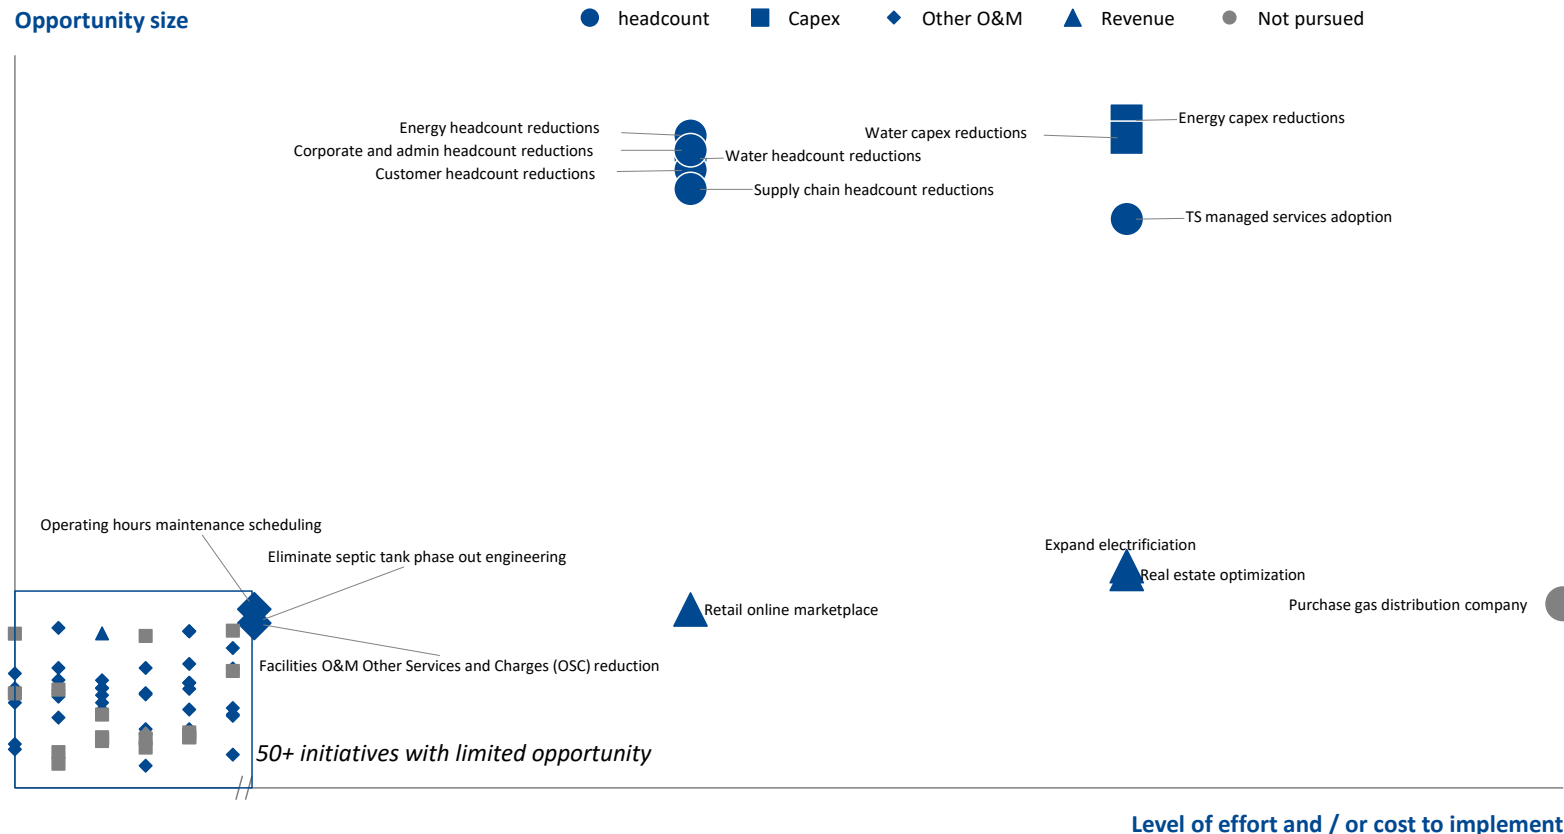 Opportunity size
headcount
Capex
Other O&M
Revenue
Not pursued
Energy headcount reductions
Corporate and admin headcount reductions
Customer headcount reductions
Water headcount reductions
Supply chain headcount reductions
Water capex reductions
Energy capex reductions
TS managed services adoption
Operating hours maintenance scheduling
Eliminate septic tank phase out engineering
Facilities O&M Other Services and Charges (OSC) reduction
Retail online marketplace
Expand electrificiation
Real estate optimization
Purchase gas distribution company
50+ initiatives with limited opportunity
Level of effort and / or cost to implement